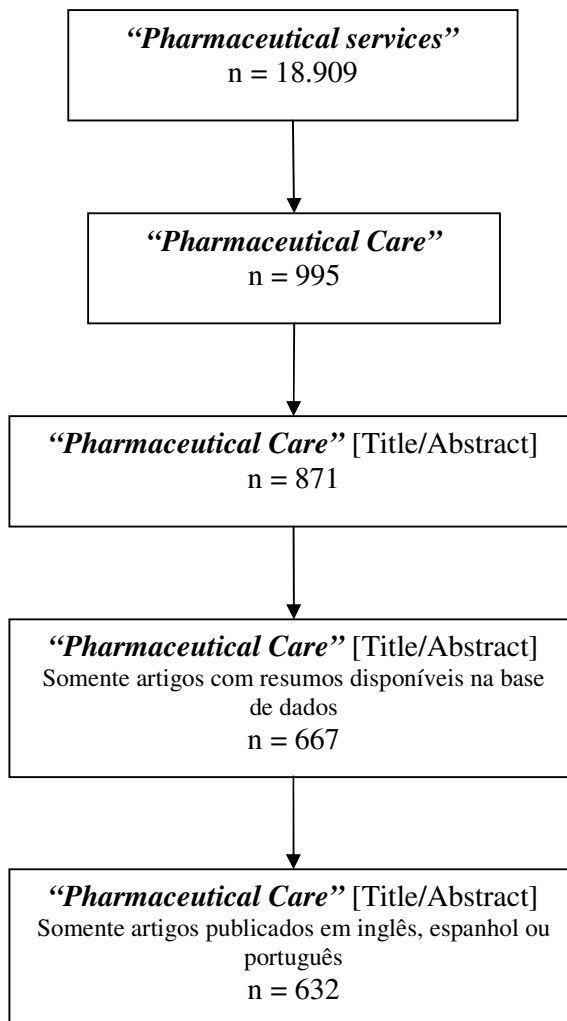 “Pharmaceutical services”
n = 18.909
“Pharmaceutical Care”
n = 995
“Pharmaceutical Care” [Title/Abstract]
n = 871
“Pharmaceutical Care” [Title/Abstract]
Somente artigos com resumos disponíveis na base
de dados
n = 667
“Pharmaceutical Care” [Title/Abstract]
Somente artigos publicados em inglês, espanhol ou
português
n = 632